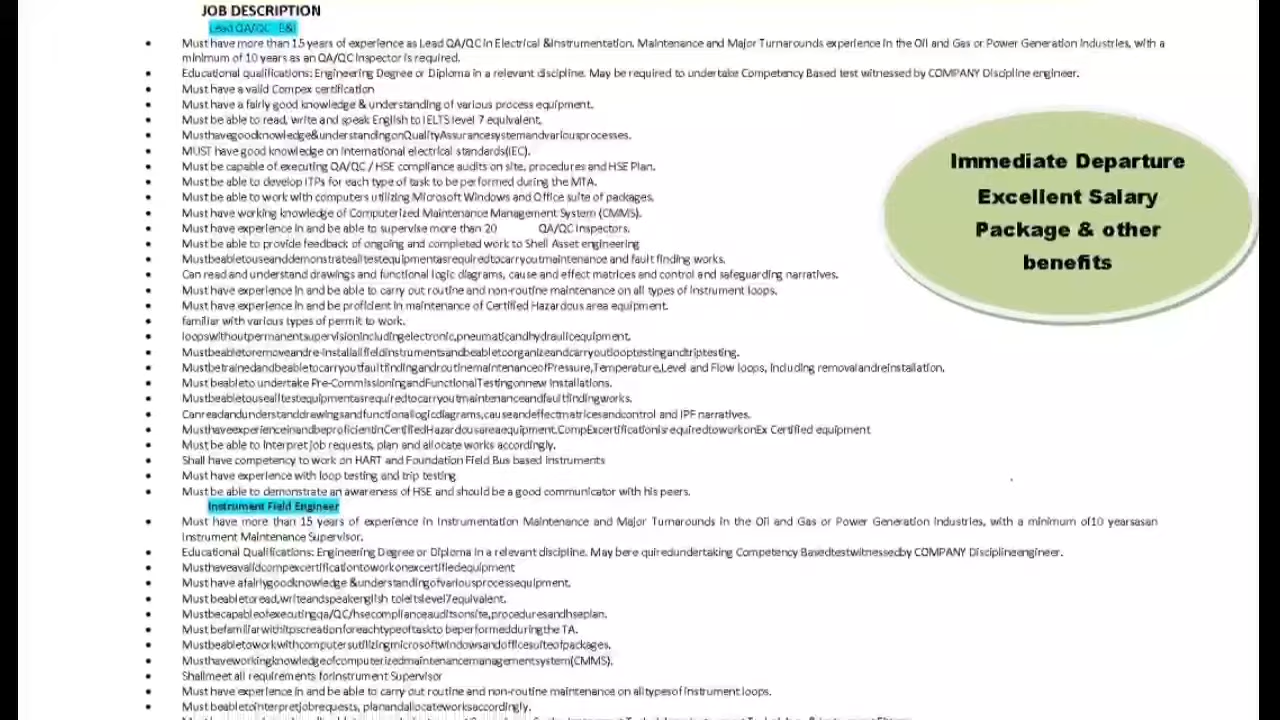 JOB DESCRIPTION
Lead QA/QC E&I
• Must have more than 15 years of experience as Lead QA/QC in Electrical &Instrumentation. Maintenance and Major Turnarounds experience in the Oil and Gas or Power Generation Industries, with a
minimum of 10 years as an QA/QC Inspector is required.
• Educational qualifications: Engineering Degree or Diploma in a relevant discipline. May be required to undertake Competency Based test witnessed by COMPANY Discipline engineer.
• Must have a valid Compex certification
• Must have a fairly good knowledge & understanding of various process equipment.
• Must be able to read, write and speak English to IELTS level 7 equivalent.
• Musthavegoodknowledge&understandingonQualityAssurancesystemandvariousprocesses.
• MUST have good knowledge on international electrical standards(IEC).
• Must be capable of executing QA/QC / HSE compliance audits on site, procedures and HSE Plan.
• Must be able to develop ITPs for each type of task to be performed during the MTA.
• Must be able to work with computers utilizing Microsoft Windows and Office suite of packages.
• Must have working knowledge of Computerized Maintenance Management System (CMMS).
• Must have experience in and be able to supervise more than 20 QA/QC Inspectors.
• Must be able to provide feedback of ongoing and completed work to Shell Asset engineering
• Mustbeabletouseanddemonstratealltestequipmentasrequiredtocarryoutmaintenance and fault finding works.
• Can read and understand drawings and functional logic diagrams, cause and effect matrices and control and safeguarding narratives.
• Must have experience in and be able to carry out routine and non-routine maintenance on all types of instrument loops.
• Must have experience in and be proficient in maintenance of Certified Hazardous area equipment.
• familiar with various types of permit to work.
• loopswithoutpermanentsupervisionincludingelectronic,pneumaticandhydraulicequipment.
• Mustbeabletoremoveandre-installallfieldinstrumentsandbeabletoorganizeandcarryoutlooptestingandtriptesting.
• MustbetrainedandbeabletocarryoutfaultfindingandroutinemaintenanceofPressure,Temperature,Level and Flow loops, including removalandreinstallation.
• Must beableto undertake Pre-CommissioningandFunctionalTestingonnew installations.
• Mustbeabletousealltestequipmentasrequiredtocarryoutmaintenanceandfaultfindingworks.
• Canreadandunderstanddrawingsandfunctionallogicdiagrams,causeandeffectmatricesandcontrol and IPF narratives.
• MusthaveexperienceinandbeproficientinCertifiedHazardousareaequipment.CompExcertificationisrequiredtoworkonEx Certified equipment
• Must be able to interpret job requests, plan and allocate works accordingly.
• Shall have competency to work on HART and Foundation Field Bus based instruments
• Must have experience with loop testing and trip testing
• Must be able to demonstrate an awareness of HSE and should be a good communicator with his peers.
Instrument Field Engineer
• Must have more than 15 years of experience in Instrumentation Maintenance and Major Turnarounds in the Oil and Gas or Power Generation Industries, with a minimum of10 yearsasan
Instrument Maintenance Supervisor.
• Educational Qualifications: Engineering Degree or Diploma in a relevant discipline. May bere quiredundertaking Competency Basedtestwitnessedby COMPANY Disciplineengineer.
• Musthaveavalidcompexcertificationtoworkonexcertifiedequipment
• Must have afairlygoodknowledge &understandingofvariousprocessequipment.
• Must beabletoread,writeandspeakenglish toieltslevel7equivalent.
• Mustbecapableofexecutingqa/QC/hsecomplianceauditsonsite,proceduresandhseplan.
• Must befamiliarwithitpscreationforeachtypeoftaskto beperformedduringthe TA.
• Mustbeabletoworkwithcomputersutilizingmicrosoftwindowsandofficesuiteofpackages.
• Musthaveworkingknowledgeofcomputerizedmaintenancemanagementsystem(CMMS).
• Shallmeet all requirements forInstrument Supervisor
• Must have experience in and be able to carry out routine and non-routine maintenance on alltypesof instrument loops.
• Must beabletointerpretjobrequests, planandallocateworksaccordingly.
Immediate Departure
Excellent Salary
Package & other
benefits